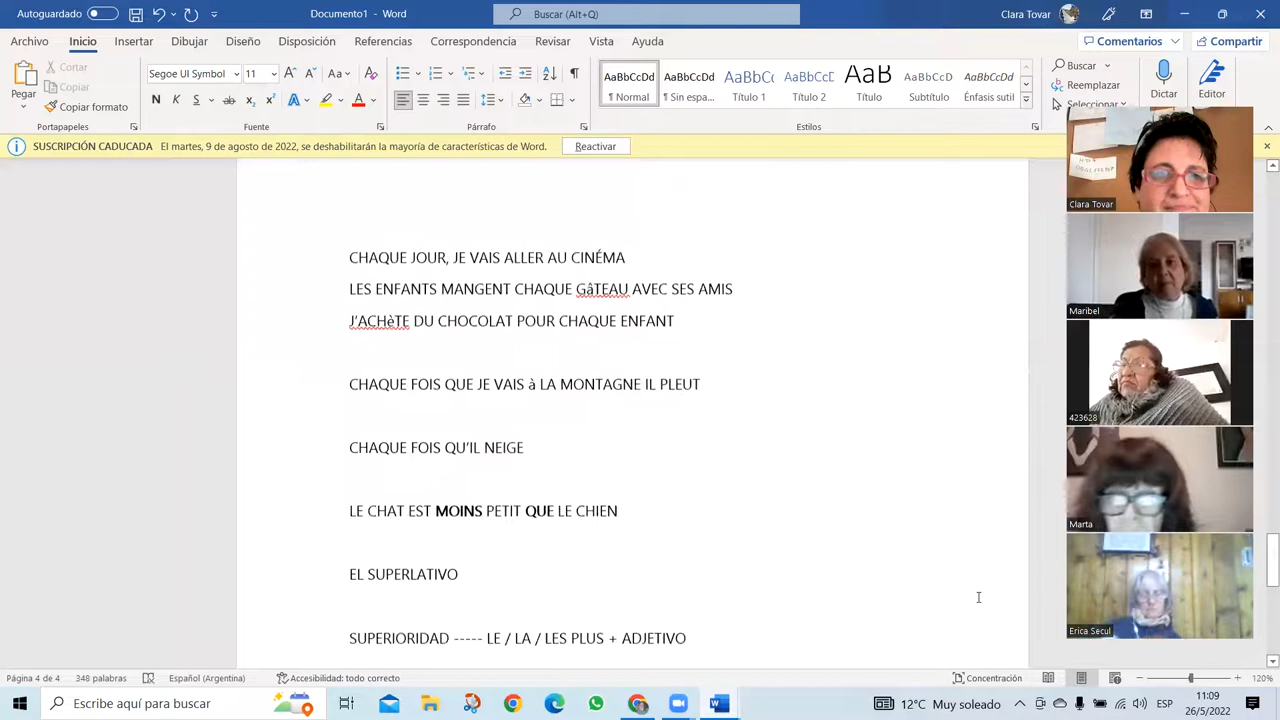 Autoguardado
Documento1 - Word
Buscar (Alt+Q)
Clara Tovar
Archivo Inicio Insertar Dibujar Diseño Disposición Referencias Correspondencia Revisar Vista Ayuda
Comentarios Compartir
Pegar
Cortar
Copiar
Copiar formato
Portapapeles
Segoe UI Symbol 11
N K S ab x₂ x² A A
Fuente
Párrafo
AaBbCcDd AaBbCcDd AaBbCc AaBbCcD AaB AaBbCcD AaBbCcDd
¶ Normal ¶ Sin espa... Título 1 Título 2 Título Subtítulo Énfasis sutil
Estilos
Buscar
Reemplazar
Seleccionar
Dictar
Editor
SUSCRIPCIÓN CADUCADA El martes, 9 de agosto de 2022, se deshabilitarán la mayoría de características de Word. Reactivar
CHAQUE JOUR, JE VAIS ALLER AU CINÉMA
LES ENFANTS MANGENT CHAQUE GâTEAU AVEC SES AMIS
J'ACHèTE DU CHOCOLAT POUR CHAQUE ENFANT
CHAQUE FOIS QUE JE VAIS à LA MONTAGNE IL PLEUT
CHAQUE FOIS QU'IL NEIGE
LE CHAT EST MOINS PETIT QUE LE CHIEN
EL SUPERLATIVO
SUPERIORIDAD ----- LE / LA / LES PLUS + ADJETIVO
Clara Tovar
Maribel
423628
Marta
Erica Secul
Página 4 de 4 348 palabras Español (Argentina) Accesibilidad: todo correcto Concentración 120%
Escribe aquí para buscar
12°C Muy soleado
ESP
11:09
26/5/2022